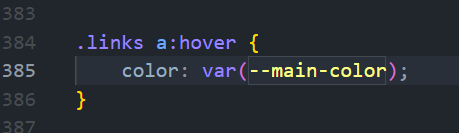 383
384 .links a:hover {
385 color: var(--main-color);
386 }
387